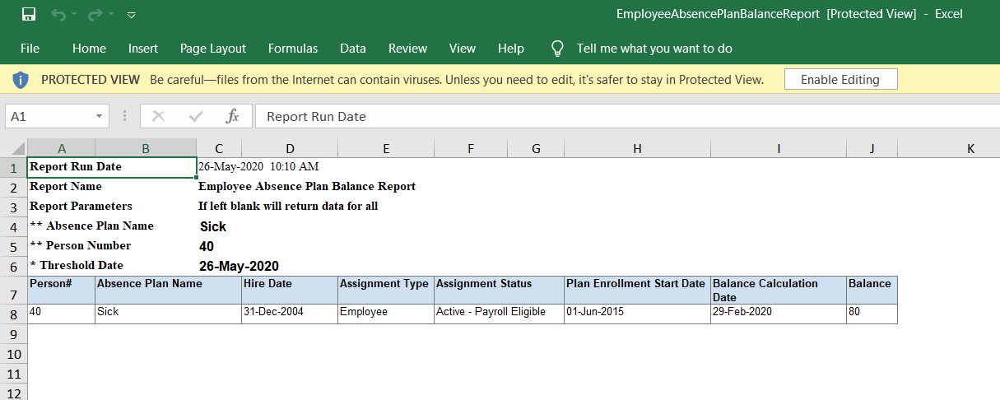 EmployeeAbsencePlanBalanceReport [Protected View] - Excel
File Home Insert Page Layout Formulas Data Review View Help Tell me what you want to do
PROTECTED VIEW Be careful—files from the Internet can contain viruses. Unless you need to edit, it's safer to stay in Protected View. Enable Editing
A1 fx Report Run Date
A B C D E F G H I J K
1 Report Run Date 26-May-2020 10:10 AM
2 Report Name Employee Absence Plan Balance Report
3 Report Parameters If left blank will return data for all
4 ** Absence Plan Name Sick
5 ** Person Number 40
6 * Threshold Date 26-May-2020
7 Person# Absence Plan Name Hire Date Assignment Type Assignment Status Plan Enrollment Start Date Balance Calculation Balance
Date
8 40 Sick 31-Dec-2004 Employee Active - Payroll Eligible 01-Jun-2015 29-Feb-2020 80
9
10
11
12